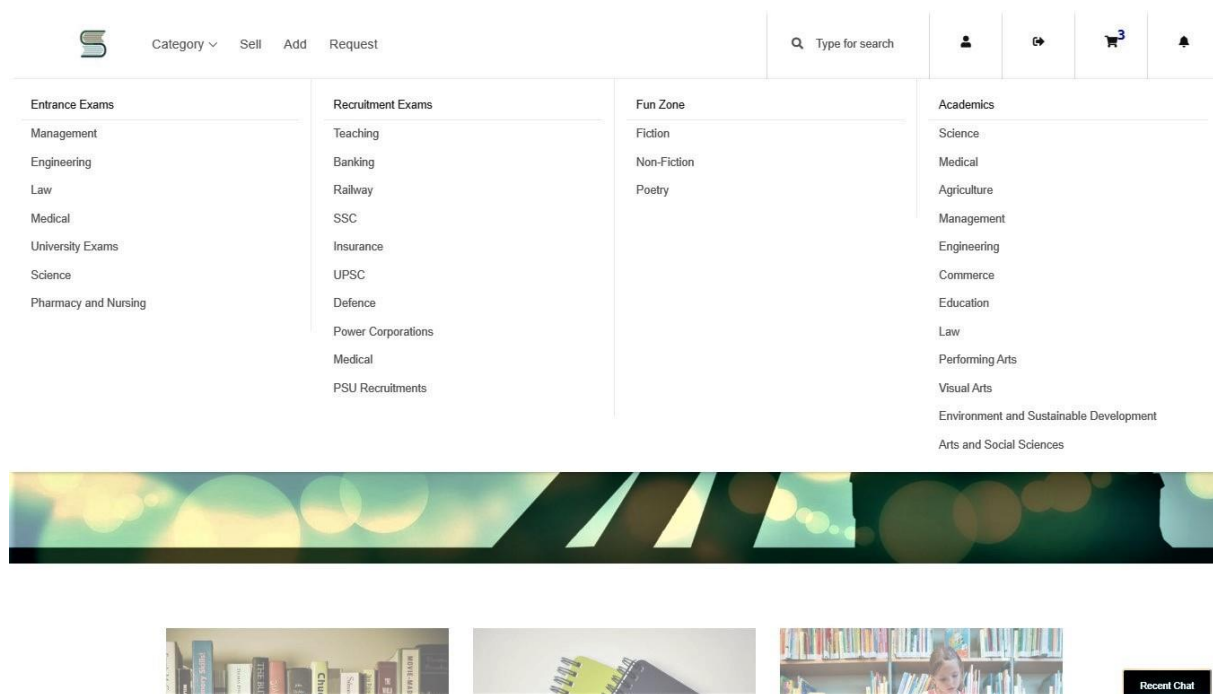 Category Sell Add Request Type for search 3
Entrance Exams
Management
Engineering
Law
Medical
University Exams
Science
Pharmacy and Nursing
Recruitment Exams
Teaching
Banking
Railway
SSC
Insurance
UPSC
Defence
Power Corporations
Medical
PSU Recruitments
Fun Zone
Fiction
Non-Fiction
Poetry
Academics
Science
Medical
Agriculture
Management
Engineering
Commerce
Education
Law
Performing Arts
Visual Arts
Environment and Sustainable Development
Arts and Social Sciences
Recent Chat